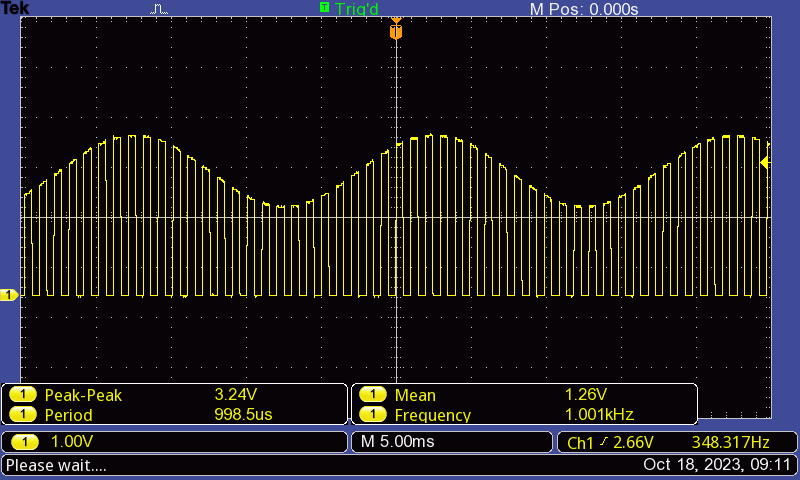 Tek T Trig'd M Pos: 0.000s
T
1
1 Peak-Peak 3.24V 1 Mean 1.26V
1 Period 998.5us 1 Frequency 1.001kHz
1 1.00V M 5.00ms Ch1 / 2.66V 348.317Hz
Please wait.... Oct 18, 2023, 09:11